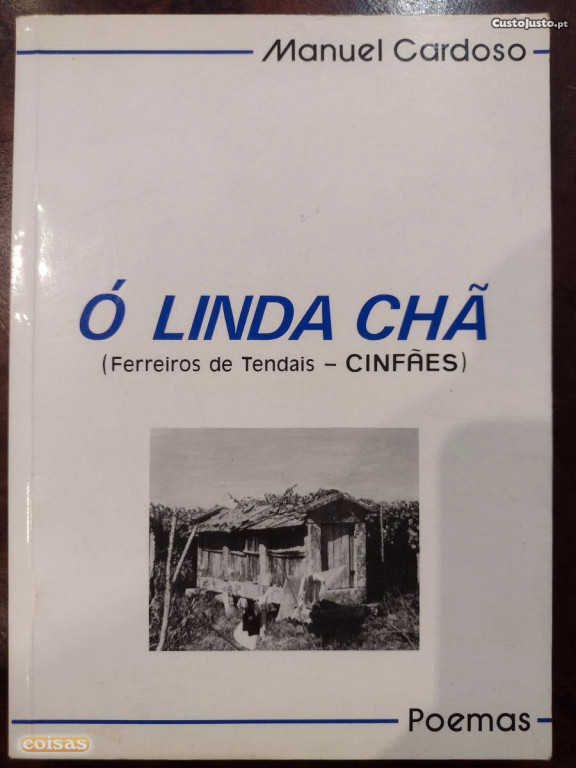 CustoJusto.pt
Manuel Cardoso
Ó LINDA CHÃ
(Ferreiros de Tendais – CINFÃES)
Poemas
coisas